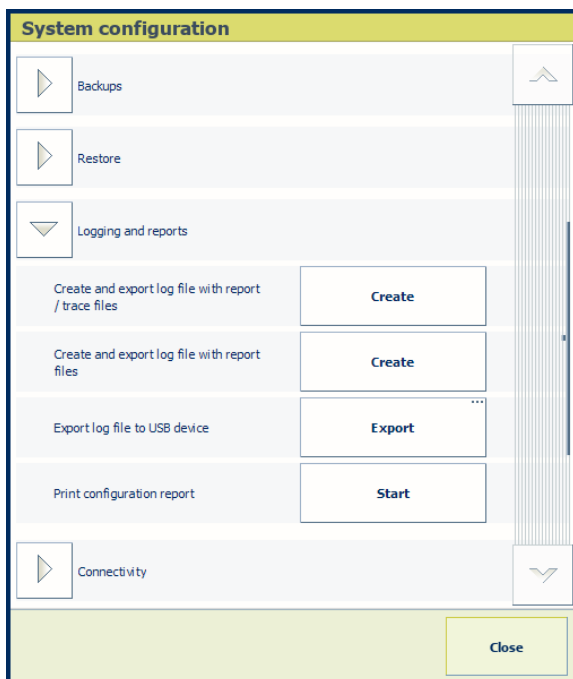 System configuration
Backups
Restore
Logging and reports
Create and export log file with report
/ trace files
Create
Create and export log file with report
files
Create
Export log file to USB device
...
Export
Print configuration report
Start
Connectivity
Close